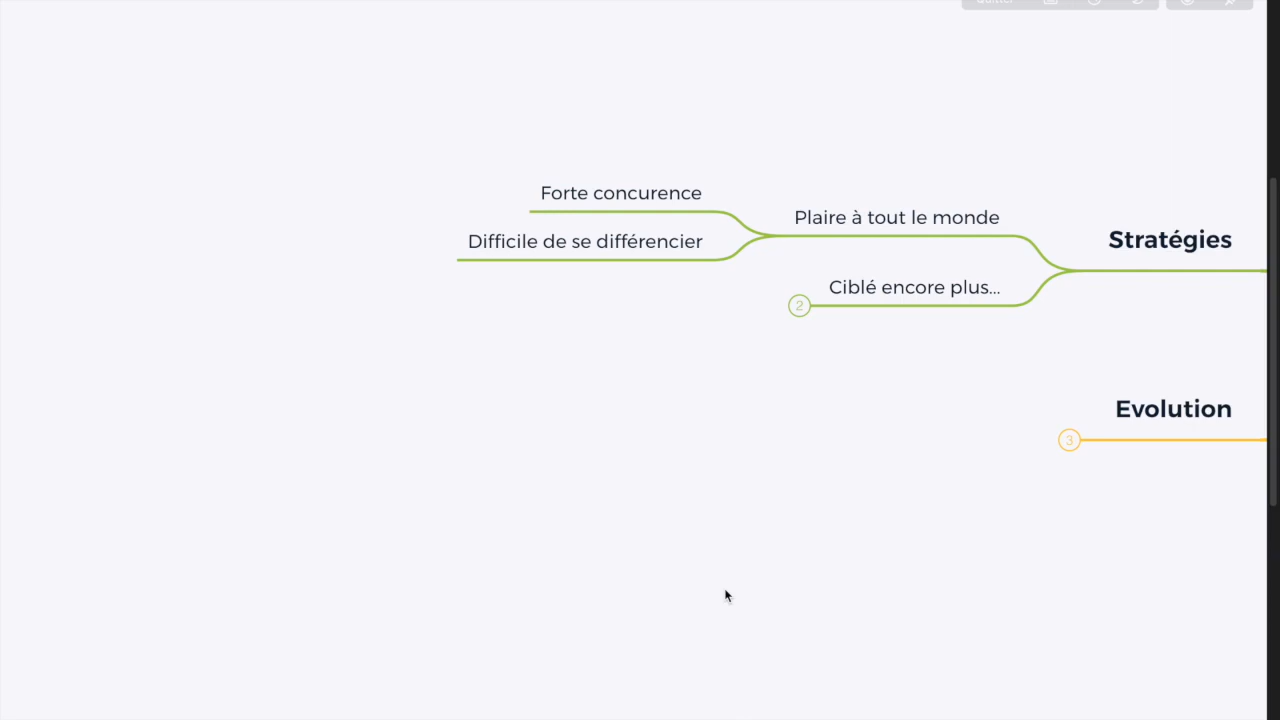 Forte concurence
Plaire à tout le monde
Difficile de se différencier
Stratégies
Ciblé encore plus...
2
Evolution
3